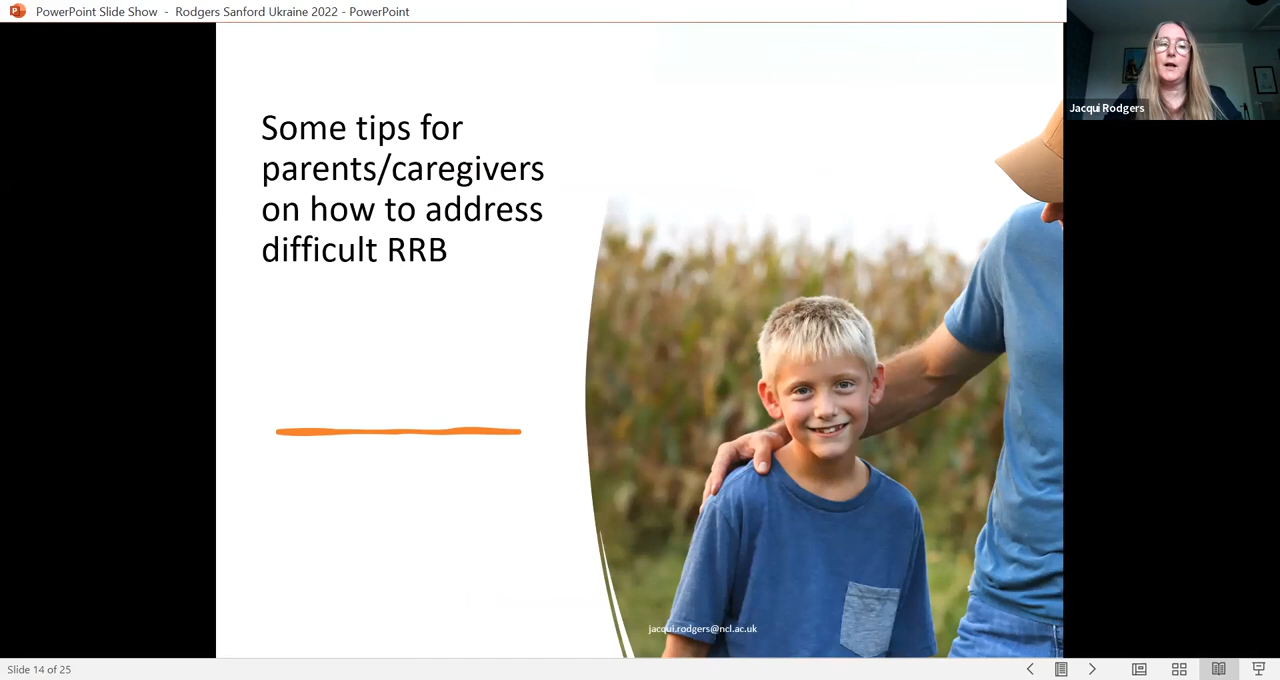 PowerPoint Slide Show - Rodgers Sanford Ukraine 2022 - PowerPoint
Jacqui Rodgers
Some tips for
parents/caregivers
on how to address
difficult RRB
jacqui.rodgers@ncl.ac.uk
Slide 14 of 25